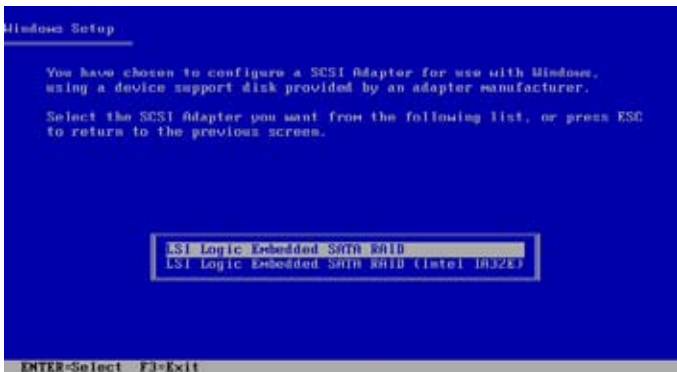 Windows Setup
You have chosen to configure a SCSI Adapter for use with Windows,
using a device support disk provided by an adapter manufacturer.
Select the SCSI Adapter you want from the following list, or press ESC
to return to the previous screen.
LSI Logic Embedded SATA RAID
LSI Logic Embedded SATA RAID (Intel IA32E)
ENTER=Select F3=Exit